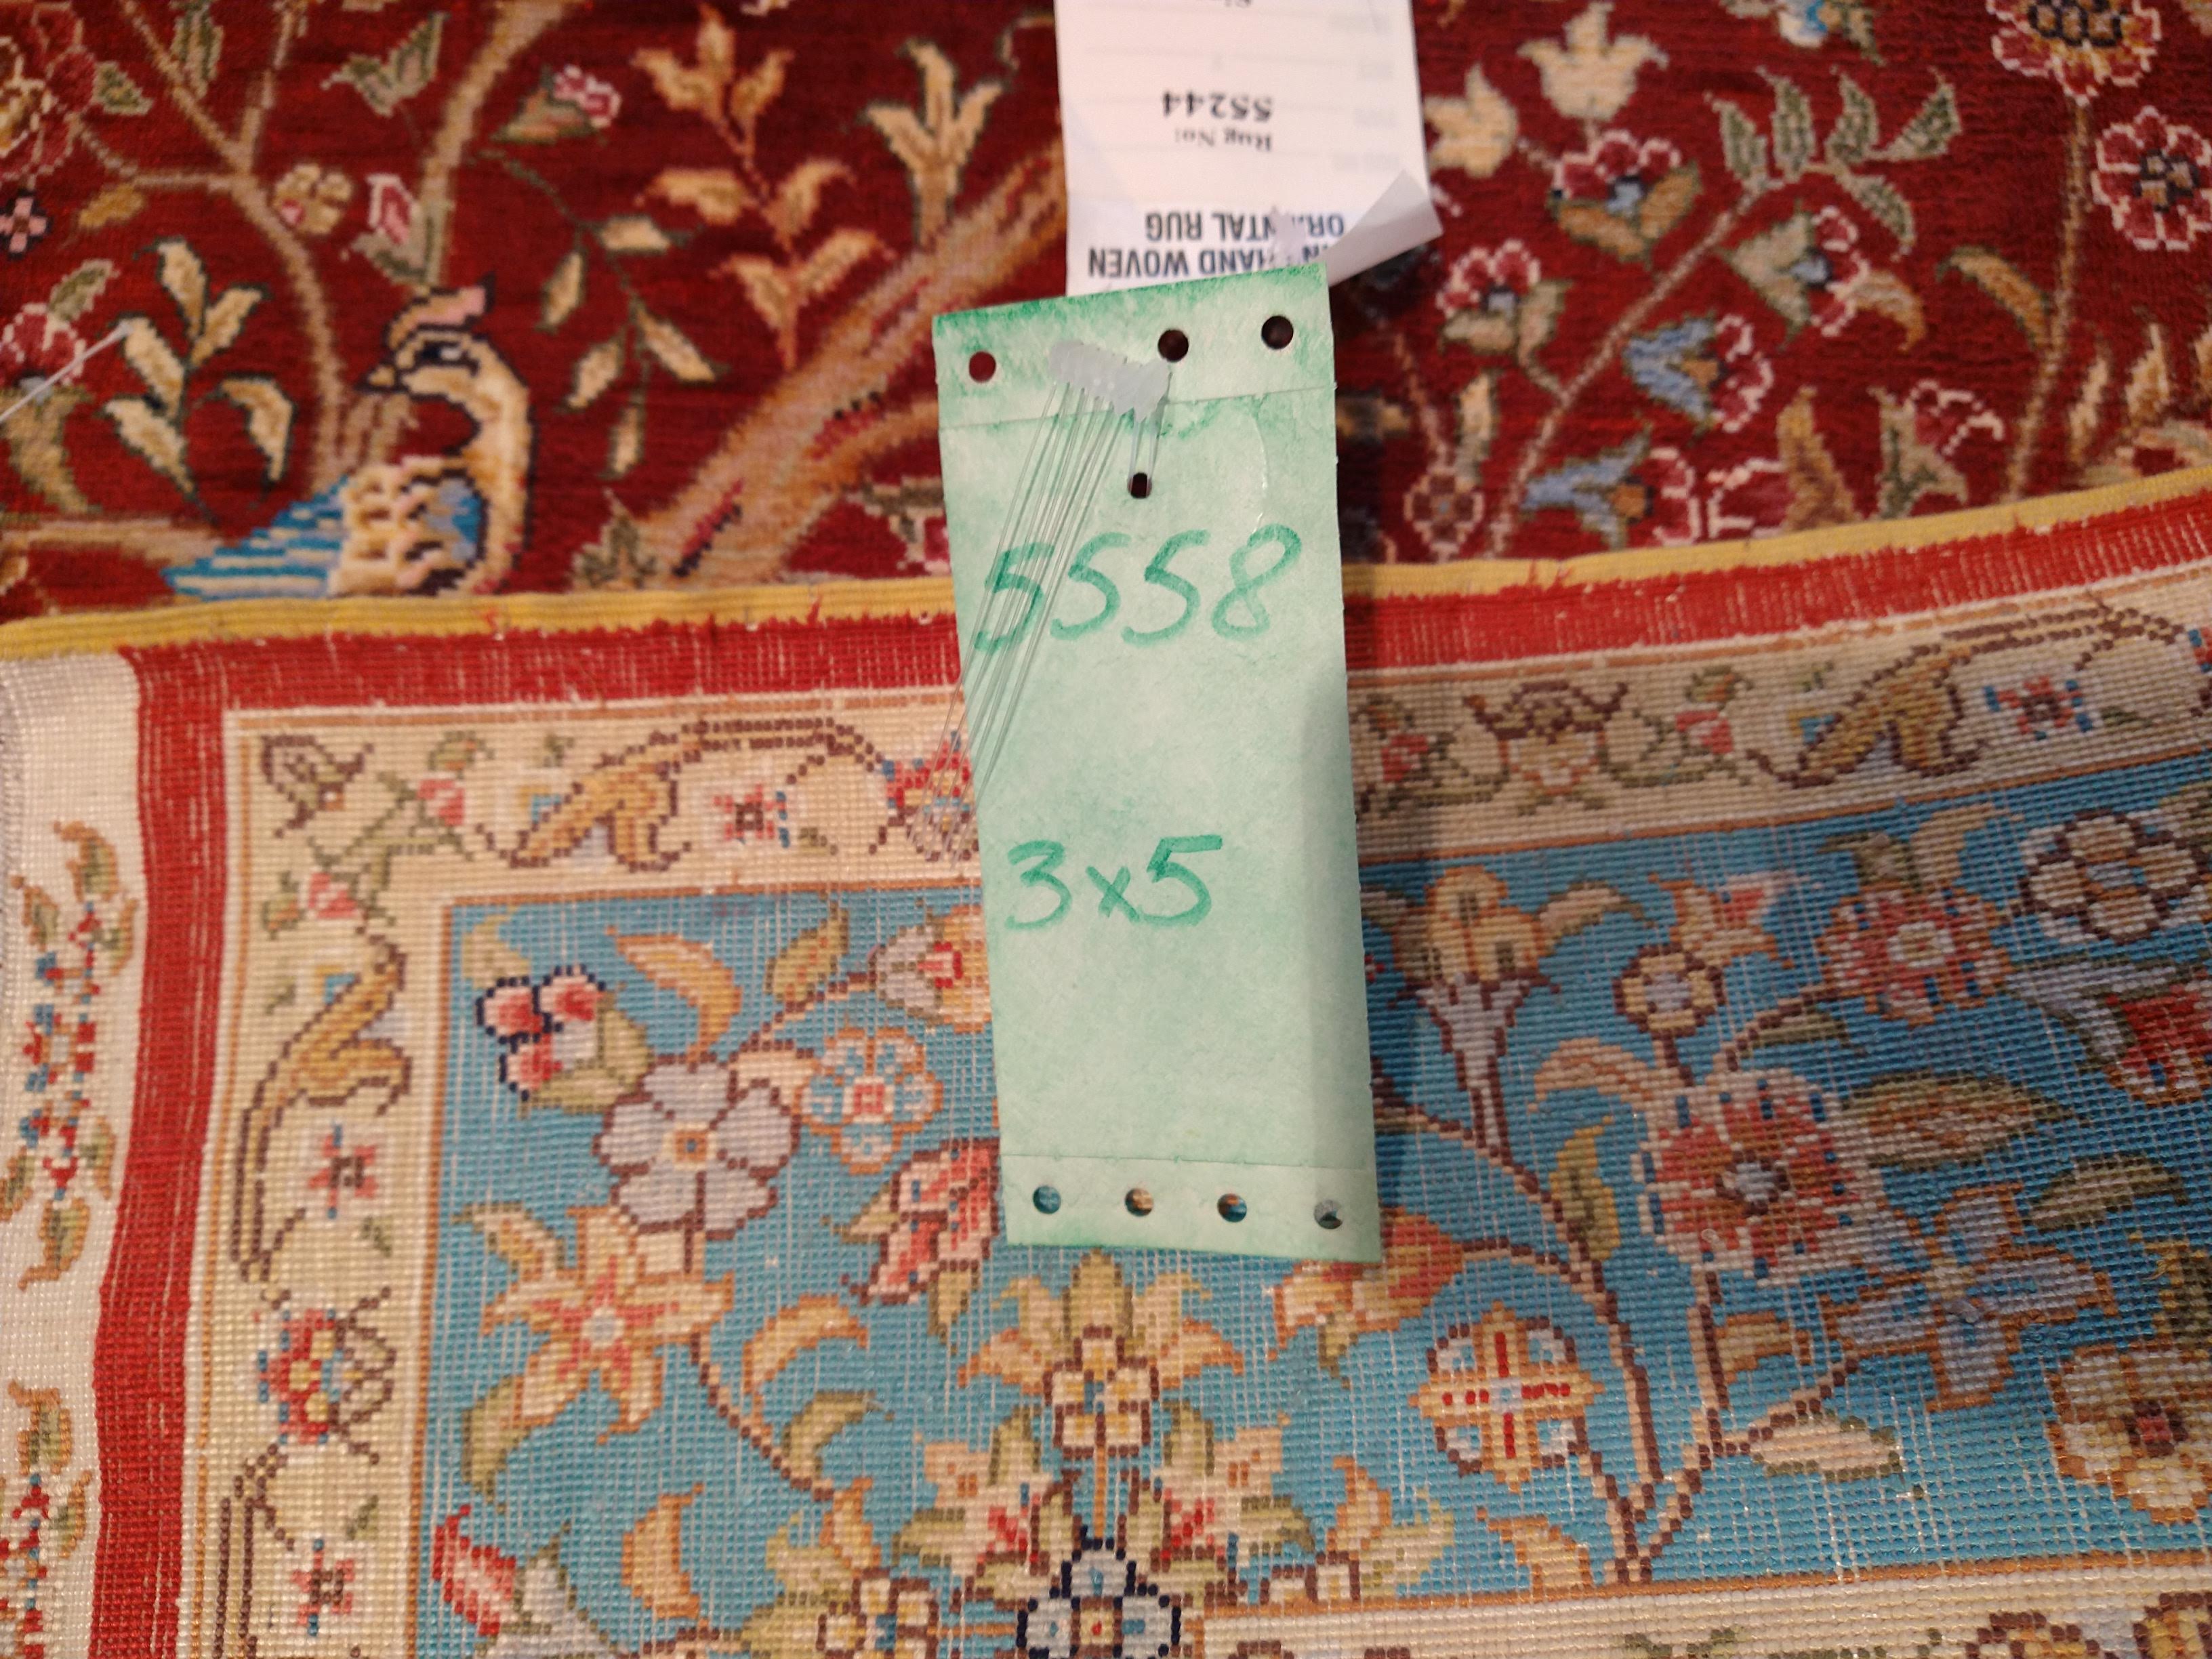 Rug No:
55244
HAND WOVEN
ORIENTAL RUG
5558
3x5